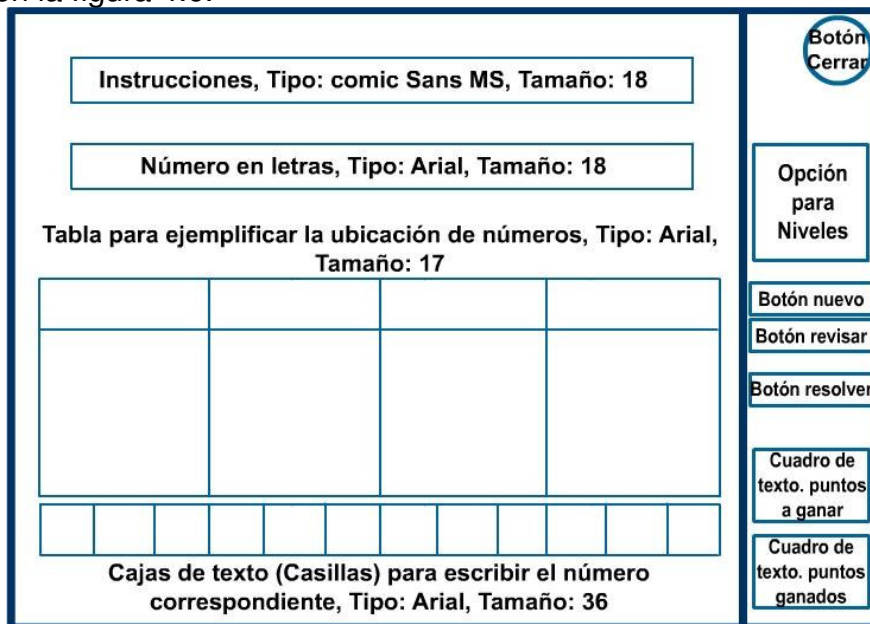 Instrucciones, Tipo: comic Sans MS, Tamaño: 18
Número en letras, Tipo: Arial, Tamaño: 18
Tabla para ejemplificar la ubicación de números, Tipo: Arial,
Tamaño: 17
Cajas de texto (Casillas) para escribir el número
correspondiente, Tipo: Arial, Tamaño: 36
Botón
Cerrar
Opción
para
Niveles
Botón nuevo
Botón revisar
Botón resolver
Cuadro de
texto. puntos
a ganar
Cuadro de
texto. puntos
ganados